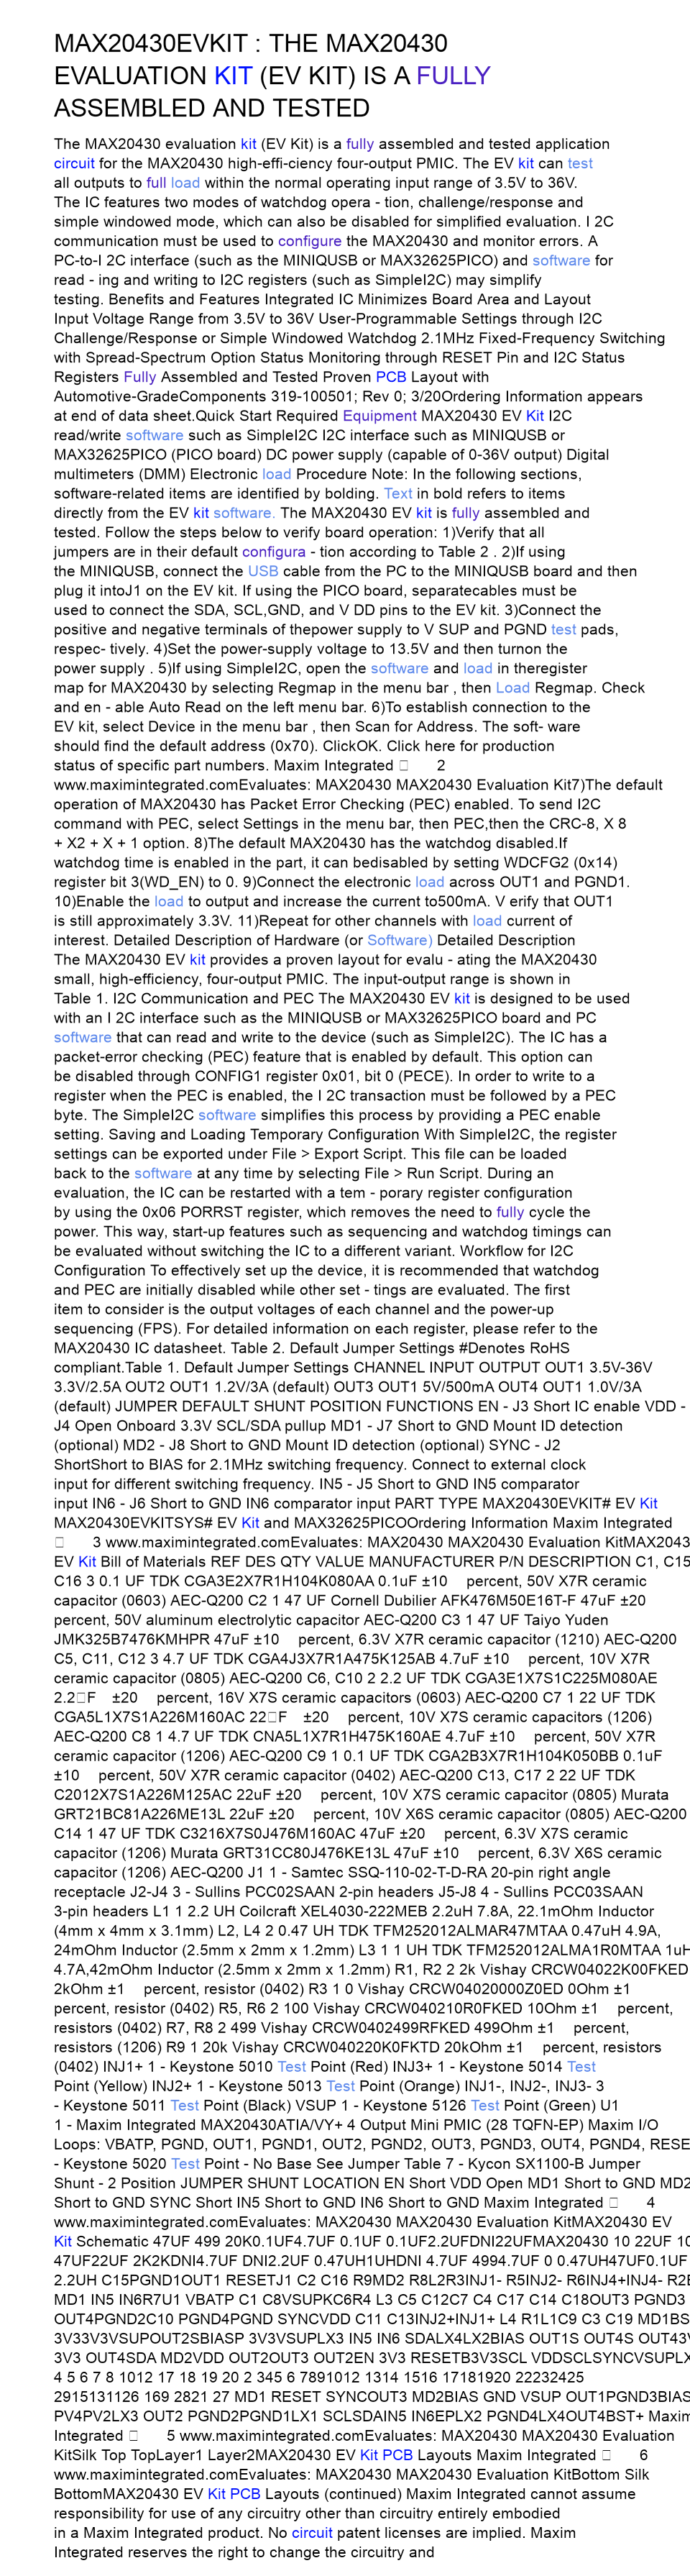 MAX20430EVKIT : THE MAX20430
EVALUATION KIT (EV KIT) IS A FULLY
ASSEMBLED AND TESTED
The MAX20430 evaluation kit (EV Kit) is a fully assembled and tested application
circuit for the MAX20430 high-effi-ciency four-output PMIC. The EV kit can test
all outputs to full load within the normal operating input range of 3.5V to 36V.
The IC features two modes of watchdog opera - tion, challenge/response and
simple windowed mode, which can also be disabled for simplified evaluation. I 2C
communication must be used to configure the MAX20430 and monitor errors. A
PC-to-I 2C interface (such as the MINIQUSB or MAX32625PICO) and software for
read - ing and writing to I2C registers (such as SimpleI2C) may simplify
testing. Benefits and Features Integrated IC Minimizes Board Area and Layout
Input Voltage Range from 3.5V to 36V User-Programmable Settings through I2C
Challenge/Response or Simple Windowed Watchdog 2.1MHz Fixed-Frequency Switching
with Spread-Spectrum Option Status Monitoring through RESET Pin and I2C Status
Registers Fully Assembled and Tested Proven PCB Layout with
Automotive-GradeComponents 319-100501; Rev 0; 3/20Ordering Information appears
at end of data sheet.Quick Start Required Equipment MAX20430 EV Kit I2C
read/write software such as SimpleI2C I2C interface such as MINIQUSB or
MAX32625PICO (PICO board) DC power supply (capable of 0-36V output) Digital
multimeters (DMM) Electronic load Procedure Note: In the following sections,
software-related items are identified by bolding. Text in bold refers to items
directly from the EV kit software. The MAX20430 EV kit is fully assembled and
tested. Follow the steps below to verify board operation: 1)Verify that all
jumpers are in their default configura - tion according to Table 2 . 2)If using
the MINIQUSB, connect the USB cable from the PC to the MINIQUSB board and then
plug it intoJ1 on the EV kit. If using the PICO board, separatecables must be
used to connect the SDA, SCL,GND, and V DD pins to the EV kit. 3)Connect the
positive and negative terminals of thepower supply to V SUP and PGND test pads,
respec- tively. 4)Set the power-supply voltage to 13.5V and then turnon the
power supply . 5)If using SimpleI2C, open the software and load in theregister
map for MAX20430 by selecting Regmap in the menu bar , then Load Regmap. Check
and en - able Auto Read on the left menu bar. 6)To establish connection to the
EV kit, select Device in the menu bar , then Scan for Address. The soft- ware
should find the default address (0x70). ClickOK. Click here for production
status of specific part numbers. Maxim Integrated □ 2
www.maximintegrated.comEvaluates: MAX20430 MAX20430 Evaluation Kit7)The default
operation of MAX20430 has Packet Error Checking (PEC) enabled. To send I2C
command with PEC, select Settings in the menu bar, then PEC,then the CRC-8, X 8
+ X2 + X + 1 option. 8)The default MAX20430 has the watchdog disabled.If
watchdog time is enabled in the part, it can bedisabled by setting WDCFG2 (0x14)
register bit 3(WD_EN) to 0. 9)Connect the electronic load across OUT1 and PGND1.
10)Enable the load to output and increase the current to500mA. V erify that OUT1
is still approximately 3.3V. 11)Repeat for other channels with load current of
interest. Detailed Description of Hardware (or Software) Detailed Description
The MAX20430 EV kit provides a proven layout for evalu - ating the MAX20430
small, high-efficiency, four-output PMIC. The input-output range is shown in
Table 1. I2C Communication and PEC The MAX20430 EV kit is designed to be used
with an I 2C interface such as the MINIQUSB or MAX32625PICO board and PC
software that can read and write to the device (such as SimpleI2C). The IC has a
packet-error checking (PEC) feature that is enabled by default. This option can
be disabled through CONFIG1 register 0x01, bit 0 (PECE). In order to write to a
register when the PEC is enabled, the I 2C transaction must be followed by a PEC
byte. The SimpleI2C software simplifies this process by providing a PEC enable
setting. Saving and Loading Temporary Configuration With SimpleI2C, the register
settings can be exported under File > Export Script. This file can be loaded
back to the software at any time by selecting File > Run Script. During an
evaluation, the IC can be restarted with a tem - porary register configuration
by using the 0x06 PORRST register, which removes the need to fully cycle the
power. This way, start-up features such as sequencing and watchdog timings can
be evaluated without switching the IC to a different variant. Workflow for I2C
Configuration To effectively set up the device, it is recommended that watchdog
and PEC are initially disabled while other set - tings are evaluated. The first
item to consider is the output voltages of each channel and the power-up
sequencing (FPS). For detailed information on each register, please refer to the
MAX20430 IC datasheet. Table 2. Default Jumper Settings #Denotes RoHS
compliant.Table 1. Default Jumper Settings CHANNEL INPUT OUTPUT OUT1 3.5V-36V
3.3V/2.5A OUT2 OUT1 1.2V/3A (default) OUT3 OUT1 5V/500mA OUT4 OUT1 1.0V/3A
(default) JUMPER DEFAULT SHUNT POSITION FUNCTIONS EN - J3 Short IC enable VDD -
J4 Open Onboard 3.3V SCL/SDA pullup MD1 - J7 Short to GND Mount ID detection
(optional) MD2 - J8 Short to GND Mount ID detection (optional) SYNC - J2
ShortShort to BIAS for 2.1MHz switching frequency. Connect to external clock
input for different switching frequency. IN5 - J5 Short to GND IN5 comparator
input IN6 - J6 Short to GND IN6 comparator input PART TYPE MAX20430EVKIT# EV Kit
MAX20430EVKITSYS# EV Kit and MAX32625PICOOrdering Information Maxim Integrated
□ 3 www.maximintegrated.comEvaluates: MAX20430 MAX20430 Evaluation KitMAX2043
EV Kit Bill of Materials REF DES QTY VALUE MANUFACTURER P/N DESCRIPTION C1, C15
C16 3 0.1 UF TDK CGA3E2X7R1H104K080AA 0.1uF ±10 percent, 50V X7R ceramic
capacitor (0603) AEC-Q200 C2 1 47 UF Cornell Dubilier AFK476M50E16T-F 47uF ±20
percent, 50V aluminum electrolytic capacitor AEC-Q200 C3 1 47 UF Taiyo Yuden
JMK325B7476KMHPR 47uF ±10 percent, 6.3V X7R ceramic capacitor (1210) AEC-Q200
C5, C11, C12 3 4.7 UF TDK CGA4J3X7R1A475K125AB 4.7uF ±10 percent, 10V X7R
ceramic capacitor (0805) AEC-Q200 C6, C10 2 2.2 UF TDK CGA3E1X7S1C225M080AE
2.2□F ±20 percent, 16V X7S ceramic capacitors (0603) AEC-Q200 C7 1 22 UF TDK
CGA5L1X7S1A226M160AC 22□F ±20 percent, 10V X7S ceramic capacitors (1206)
AEC-Q200 C8 1 4.7 UF TDK CNA5L1X7R1H475K160AE 4.7uF ±10 percent, 50V X7R
ceramic capacitor (1206) AEC-Q200 C9 1 0.1 UF TDK CGA2B3X7R1H104K050BB 0.1uF
±10 percent, 50V X7R ceramic capacitor (0402) AEC-Q200 C13, C17 2 22 UF TDK
C2012X7S1A226M125AC 22uF ±20 percent, 10V X7S ceramic capacitor (0805) Murata
GRT21BC81A226ME13L 22uF ±20 percent, 10V X6S ceramic capacitor (0805) AEC-Q200
C14 1 47 UF TDK C3216X7S0J476M160AC 47uF ±20 percent, 6.3V X7S ceramic
capacitor (1206) Murata GRT31CC80J476KE13L 47uF ±10 percent, 6.3V X6S ceramic
capacitor (1206) AEC-Q200 J1 1 - Samtec SSQ-110-02-T-D-RA 20-pin right angle
receptacle J2-J4 3 - Sullins PCC02SAAN 2-pin headers J5-J8 4 - Sullins PCC03SAAN
3-pin headers L1 1 2.2 UH Coilcraft XEL4030-222MEB 2.2uH 7.8A, 22.1mOhm Inductor
(4mm x 4mm x 3.1mm) L2, L4 2 0.47 UH TDK TFM252012ALMAR47MTAA 0.47uH 4.9A,
24mOhm Inductor (2.5mm x 2mm x 1.2mm) L3 1 1 UH TDK TFM252012ALMA1R0MTAA 1uH
4.7A,42mOhm Inductor (2.5mm x 2mm x 1.2mm) R1, R2 2 2k Vishay CRCW04022K00FKED
2kOhm ±1 percent, resistor (0402) R3 1 0 Vishay CRCW04020000Z0ED 0Ohm ±1
percent, resistor (0402) R5, R6 2 100 Vishay CRCW040210R0FKED 10Ohm ±1 percent,
resistors (0402) R7, R8 2 499 Vishay CRCW0402499RFKED 499Ohm ±1 percent,
resistors (1206) R9 1 20k Vishay CRCW040220K0FKTD 20kOhm ±1 percent, resistors
(0402) INJ1+ 1 - Keystone 5010 Test Point (Red) INJ3+ 1 - Keystone 5014 Test
Point (Yellow) INJ2+ 1 - Keystone 5013 Test Point (Orange) INJ1-, INJ2-, INJ3- 3
- Keystone 5011 Test Point (Black) VSUP 1 - Keystone 5126 Test Point (Green) U1
1 - Maxim Integrated MAX20430ATIA/VY+ 4 Output Mini PMIC (28 TQFN-EP) Maxim I/O
Loops: VBATP, PGND, OUT1, PGND1, OUT2, PGND2, OUT3, PGND3, OUT4, PGND4, RESE
- Keystone 5020 Test Point - No Base See Jumper Table 7 - Kycon SX1100-B Jumper
Shunt - 2 Position JUMPER SHUNT LOCATION EN Short VDD Open MD1 Short to GND MD2
Short to GND SYNC Short IN5 Short to GND IN6 Short to GND Maxim Integrated □ 4
www.maximintegrated.comEvaluates: MAX20430 MAX20430 Evaluation KitMAX20430 EV
Kit Schematic 47UF 499 20K0.1UF4.7UF 0.1UF 0.1UF2.2UFDNI22UFMAX20430 10 22UF 10
47UF22UF 2K2KDNI4.7UF DNI2.2UF 0.47UH1UHDNI 4.7UF 4994.7UF 0 0.47UH47UF0.1UF
2.2UH C15PGND1OUT1 RESETJ1 C2 C16 R9MD2 R8L2R3INJ1- R5INJ2- R6INJ4+INJ4- R2E
MD1 IN5 IN6R7U1 VBATP C1 C8VSUPKC6R4 L3 C5 C12C7 C4 C17 C14 C18OUT3 PGND3
OUT4PGND2C10 PGND4PGND SYNCVDD C11 C13INJ2+INJ1+ L4 R1L1C9 C3 C19 MD1BS
3V33V3VSUPOUT2SBIASP 3V3VSUPLX3 IN5 IN6 SDALX4LX2BIAS OUT1S OUT4S OUT43V
3V3 OUT4SDA MD2VDD OUT2OUT3 OUT2EN 3V3 RESETB3V3SCL VDDSCLSYNCVSUPLX
4 5 6 7 8 1012 17 18 19 20 2 345 6 7891012 1314 1516 17181920 22232425
2915131126 169 2821 27 MD1 RESET SYNCOUT3 MD2BIAS GND VSUP OUT1PGND3BIAS
PV4PV2LX3 OUT2 PGND2PGND1LX1 SCLSDAIN5 IN6EPLX2 PGND4LX4OUT4BST+ Maxim
Integrated □ 5 www.maximintegrated.comEvaluates: MAX20430 MAX20430 Evaluation
KitSilk Top TopLayer1 Layer2MAX20430 EV Kit PCB Layouts Maxim Integrated □ 6
www.maximintegrated.comEvaluates: MAX20430 MAX20430 Evaluation KitBottom Silk
BottomMAX20430 EV Kit PCB Layouts (continued) Maxim Integrated cannot assume
responsibility for use of any circuitry other than circuitry entirely embodied
in a Maxim Integrated product. No circuit patent licenses are implied. Maxim
Integrated reserves the right to change the circuitry and